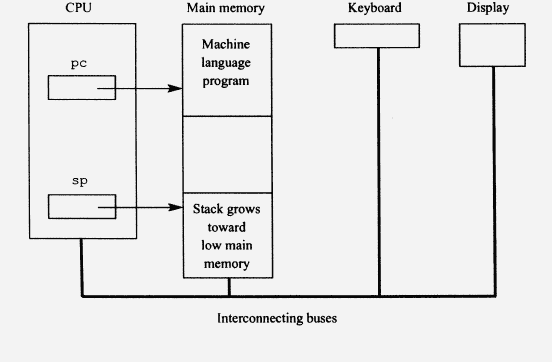 CPU
Main memory
Keyboard
Display
Machine
language
program
pc
sp
Stack grows
toward
low main
memory
Interconnecting buses